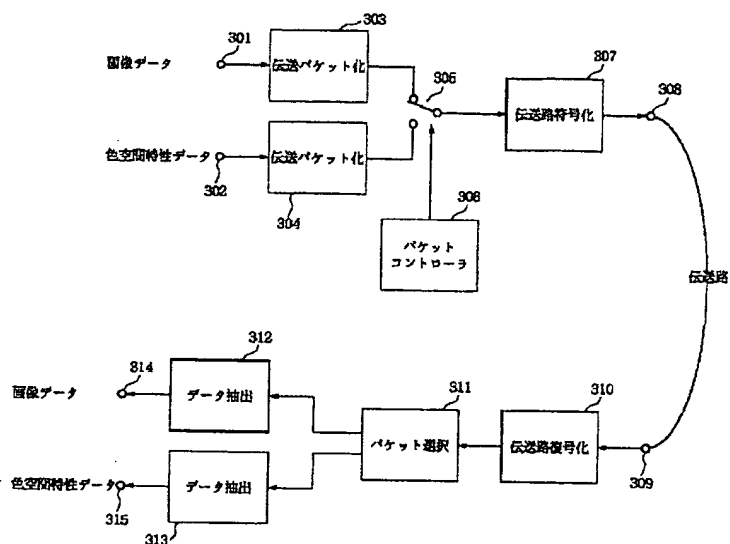 303
301
画像データ
伝送パケット化
305
307
308
伝送路符号化
色空間特性データ
302
伝送パケット化
304
306
パケット
コントローラ
伝送路
312
314
画像データ
データ抽出
311
310
パケット選択
伝送路復号化
309
色空間特性データ
315
データ抽出
313